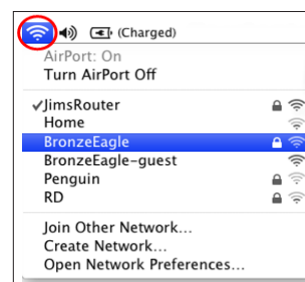 (Charged)
AirPort: On
Turn AirPort Off
JimsRouter
Home
BronzeEagle
BronzeEagle-guest
Penguin
RD
Join Other Network...
Create Network...
Open Network Preferences...